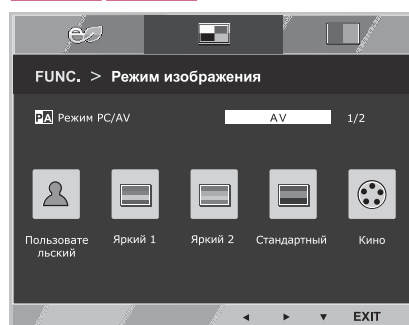 FUNC. > Режим изображения
PA Режим PC/AV AV 1/2
Пользовате
льский
Яркий 1 Яркий 2 Стандартный Кино
EXIT